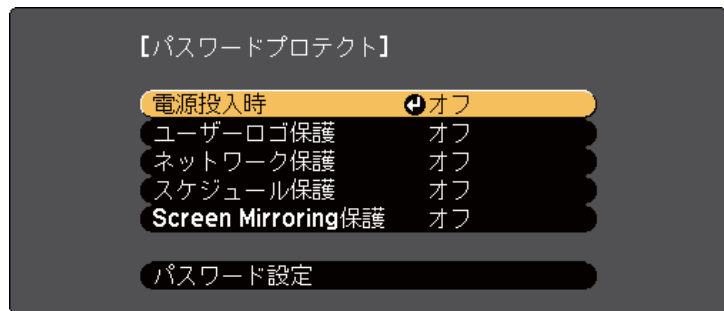 【パスワードプロテクト】
電源投入時 オフ
ユーザーロゴ保護 オフ
ネットワーク保護 オフ
スケジュール保護 オフ
Screen Mirroring保護 オフ
パスワード設定